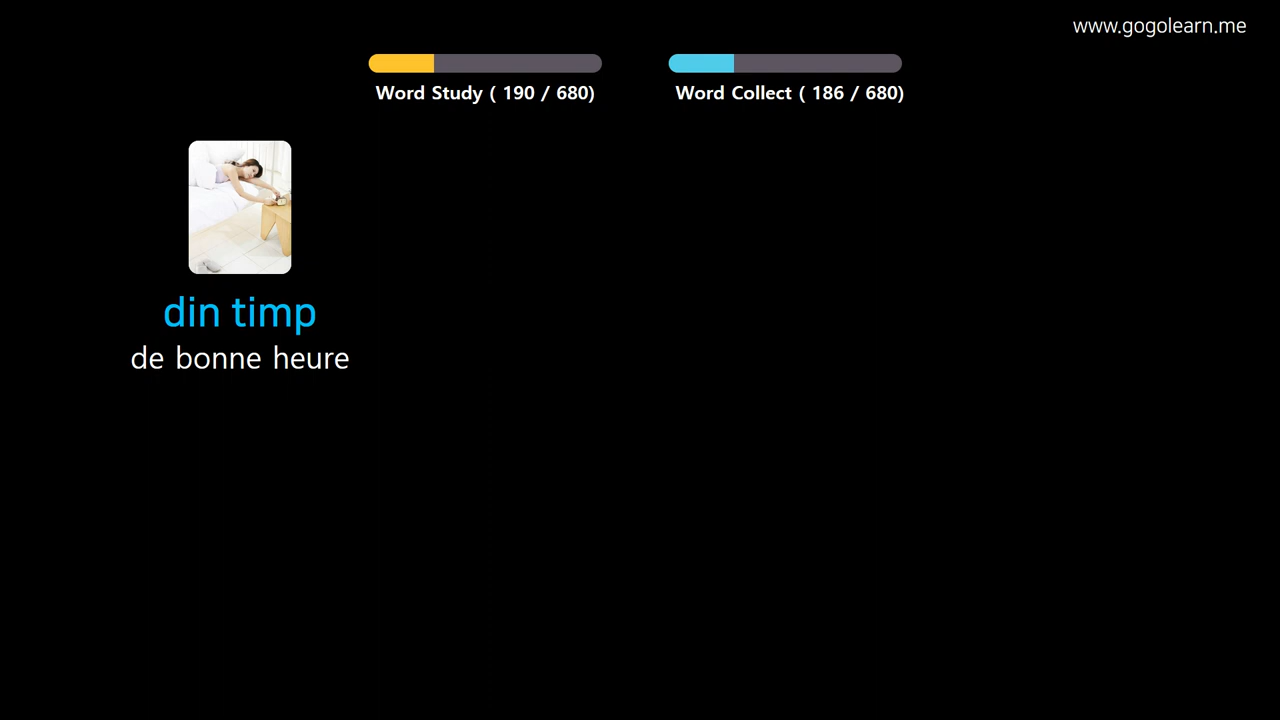 www.gogolearn.me
Word Study ( 190 / 680)
Word Collect ( 186 / 680)
din timp
de bonne heure